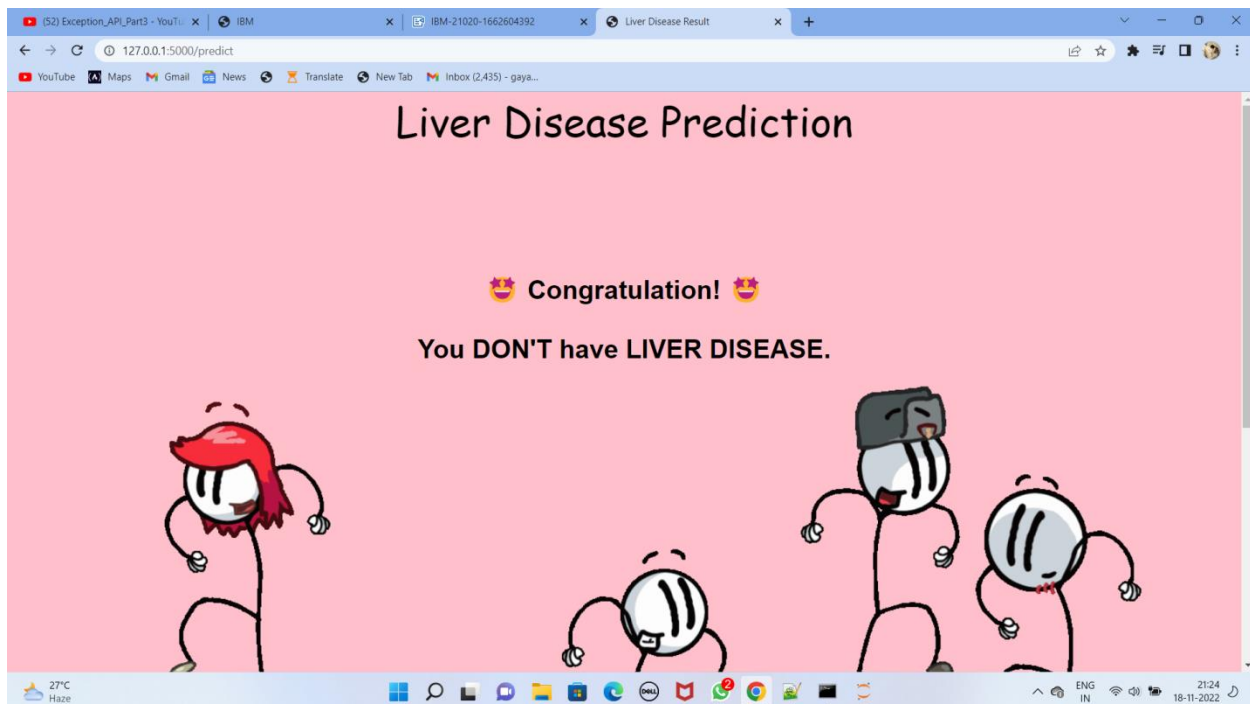 (52) Exception_API_Part3 - YouTu
IBM
IBM-21020-1662604392
Liver Disease Result
127.0.0.1:5000/predict
YouTube Maps Gmail News Translate New Tab Inbox (2,435) - gaya...
Liver Disease Prediction
🤩 Congratulation! 🤩
You DON'T have LIVER DISEASE.
27°C
Haze
DELL
2
ENG
IN
21:24
18-11-2022